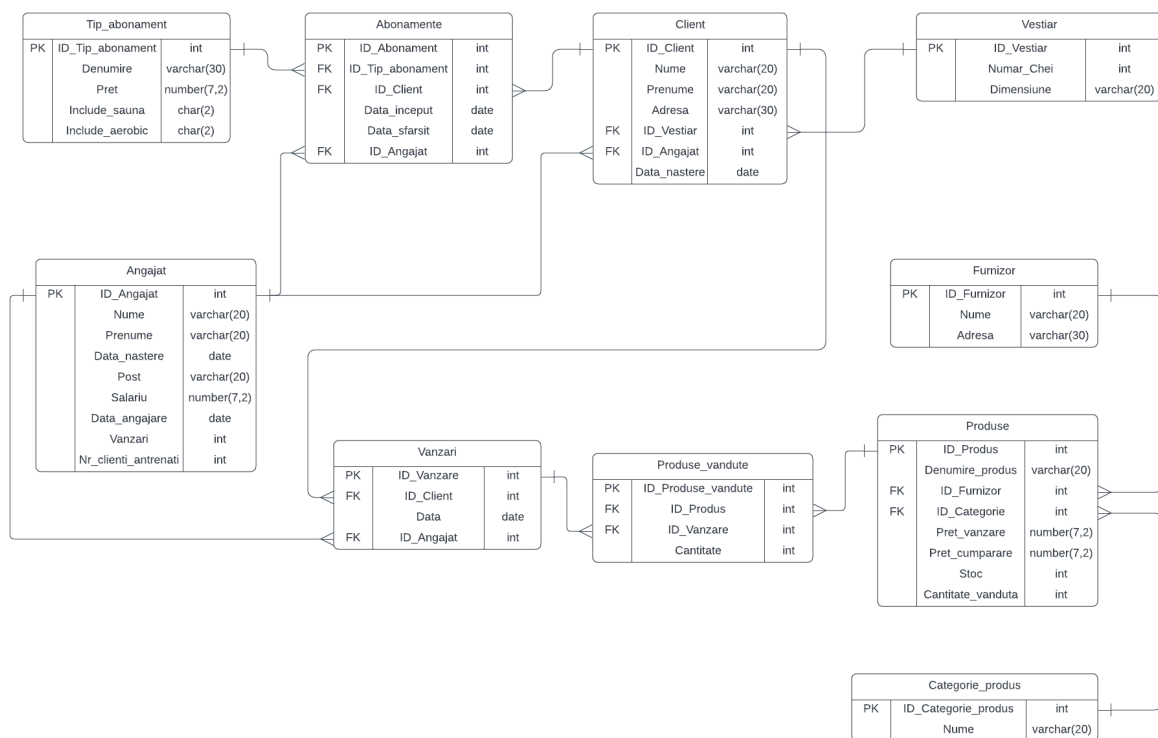 Tip_abonament
PK ID_Tip_abonament int
Denumire varchar(30)
Pret number(7,2)
Include_sauna char(2)
Include_aerobic char(2)
Abonamente
PK ID_Abonament int
FK ID_Tip_abonament int
FK ID_Client int
Data_inceput date
Data_sfarsit date
FK ID_Angajat int
Client
PK ID_Client int
Nume varchar(20)
Prenume varchar(20)
Adresa varchar(30)
FK ID_Vestiar int
FK ID_Angajat int
Data_nastere date
Vestiar
PK ID_Vestiar int
Numar_Chei int
Dimensiune varchar(20)
Angajat
PK ID_Angajat int
Nume varchar(20)
Prenume varchar(20)
Data_nastere date
Post varchar(20)
Salariu number(7,2)
Data_angajare date
Vanzari int
Nr_clienti_antrenati int
Furnizor
PK ID_Furnizor int
Nume varchar(20)
Adresa varchar(30)
Vanzari
PK ID_Vanzare int
FK ID_Client int
Data date
FK ID_Angajat int
Produse_vandute
PK ID_Produse_vandute int
FK ID_Produs int
FK ID_Vanzare int
Cantitate int
Produse
PK ID_Produs int
Denumire_produs varchar(20)
FK ID_Furnizor int
FK ID_Categorie int
Pret_vanzare number(7,2)
Pret_cumparare number(7,2)
Stoc int
Cantitate_vanduta int
Categorie_produs
PK ID_Categorie_produs int
Nume varchar(20)